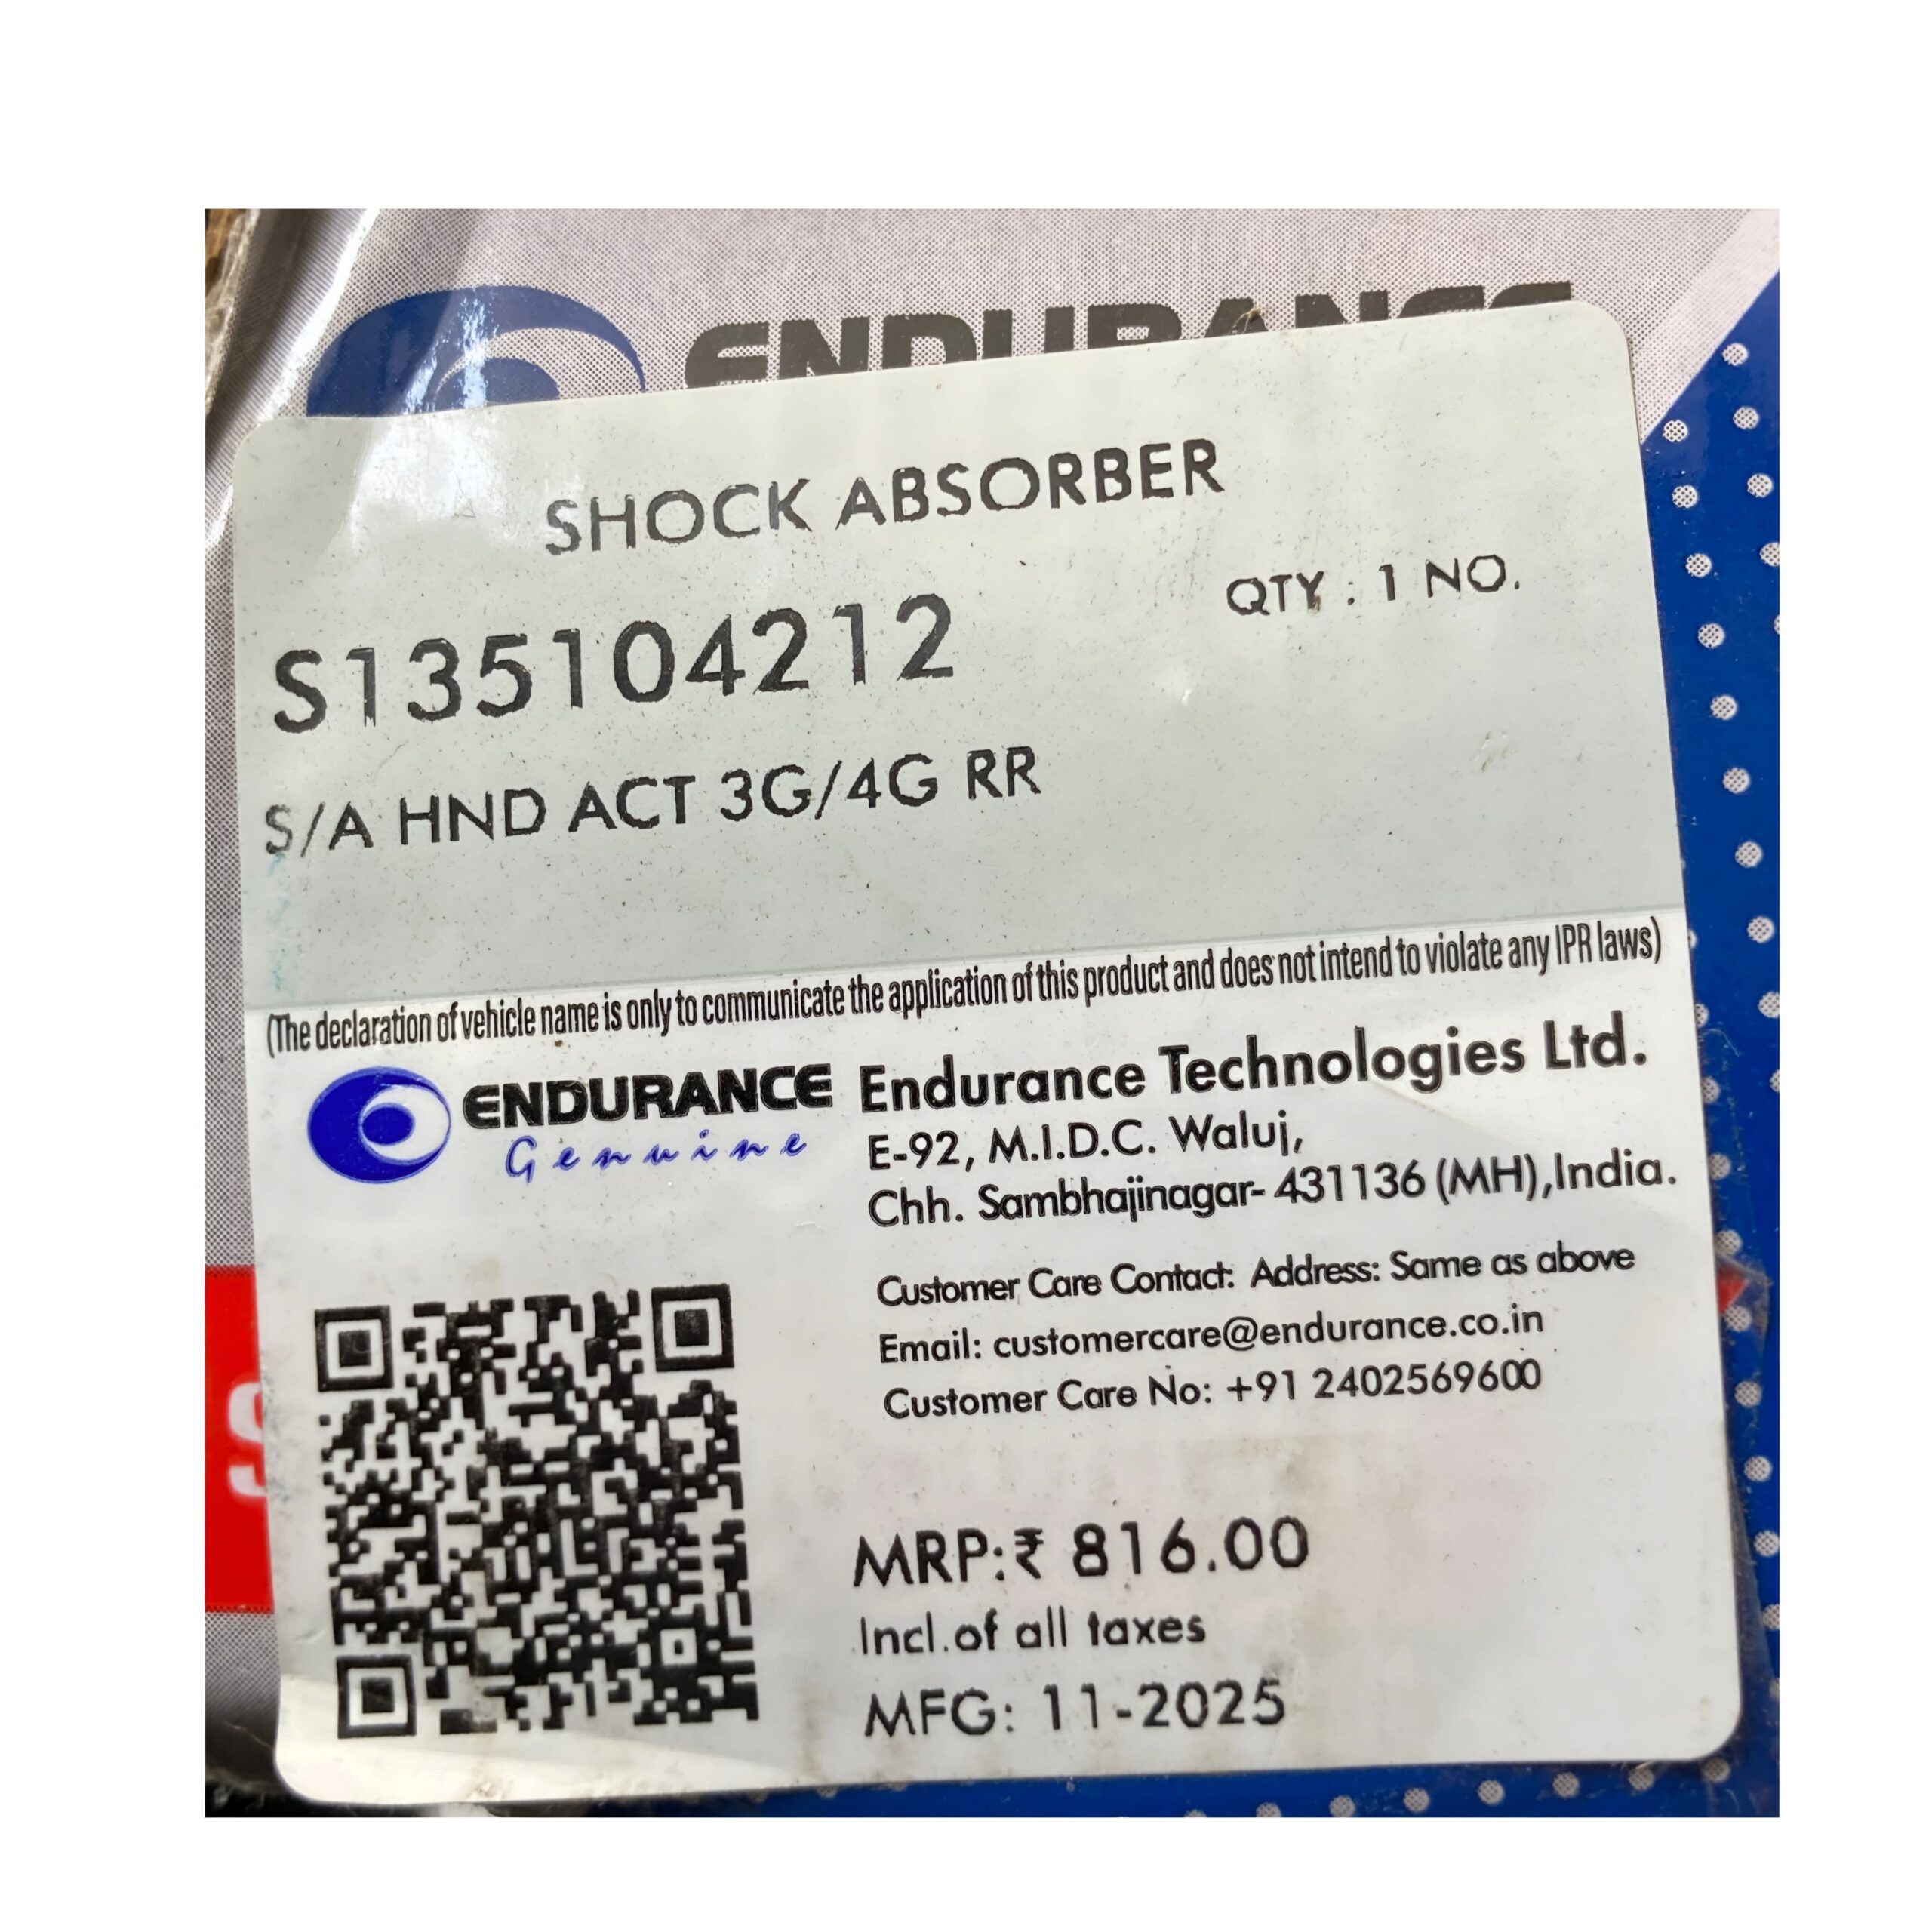 ENDURANCE
SHOCK ABSORBER
QTY : 1 NO.
S135104212
S/A HND ACT 3G/4G RR
(The declaration of vehicle name is only to communicate the application of this product and does not intend to violate any IPR laws)
ENDURANCE
Genuine
Endurance Technologies Ltd.
E-92, M.I.D.C. Waluj,
Chh. Sambhajinagar- 431136 (MH),India.
Customer Care Contact: Address: Same as above
Email: customercare@endurance.co.in
Customer Care No: +91 2402569600
MRP:₹ 816.00
Incl.of all taxes
MFG: 11-2025